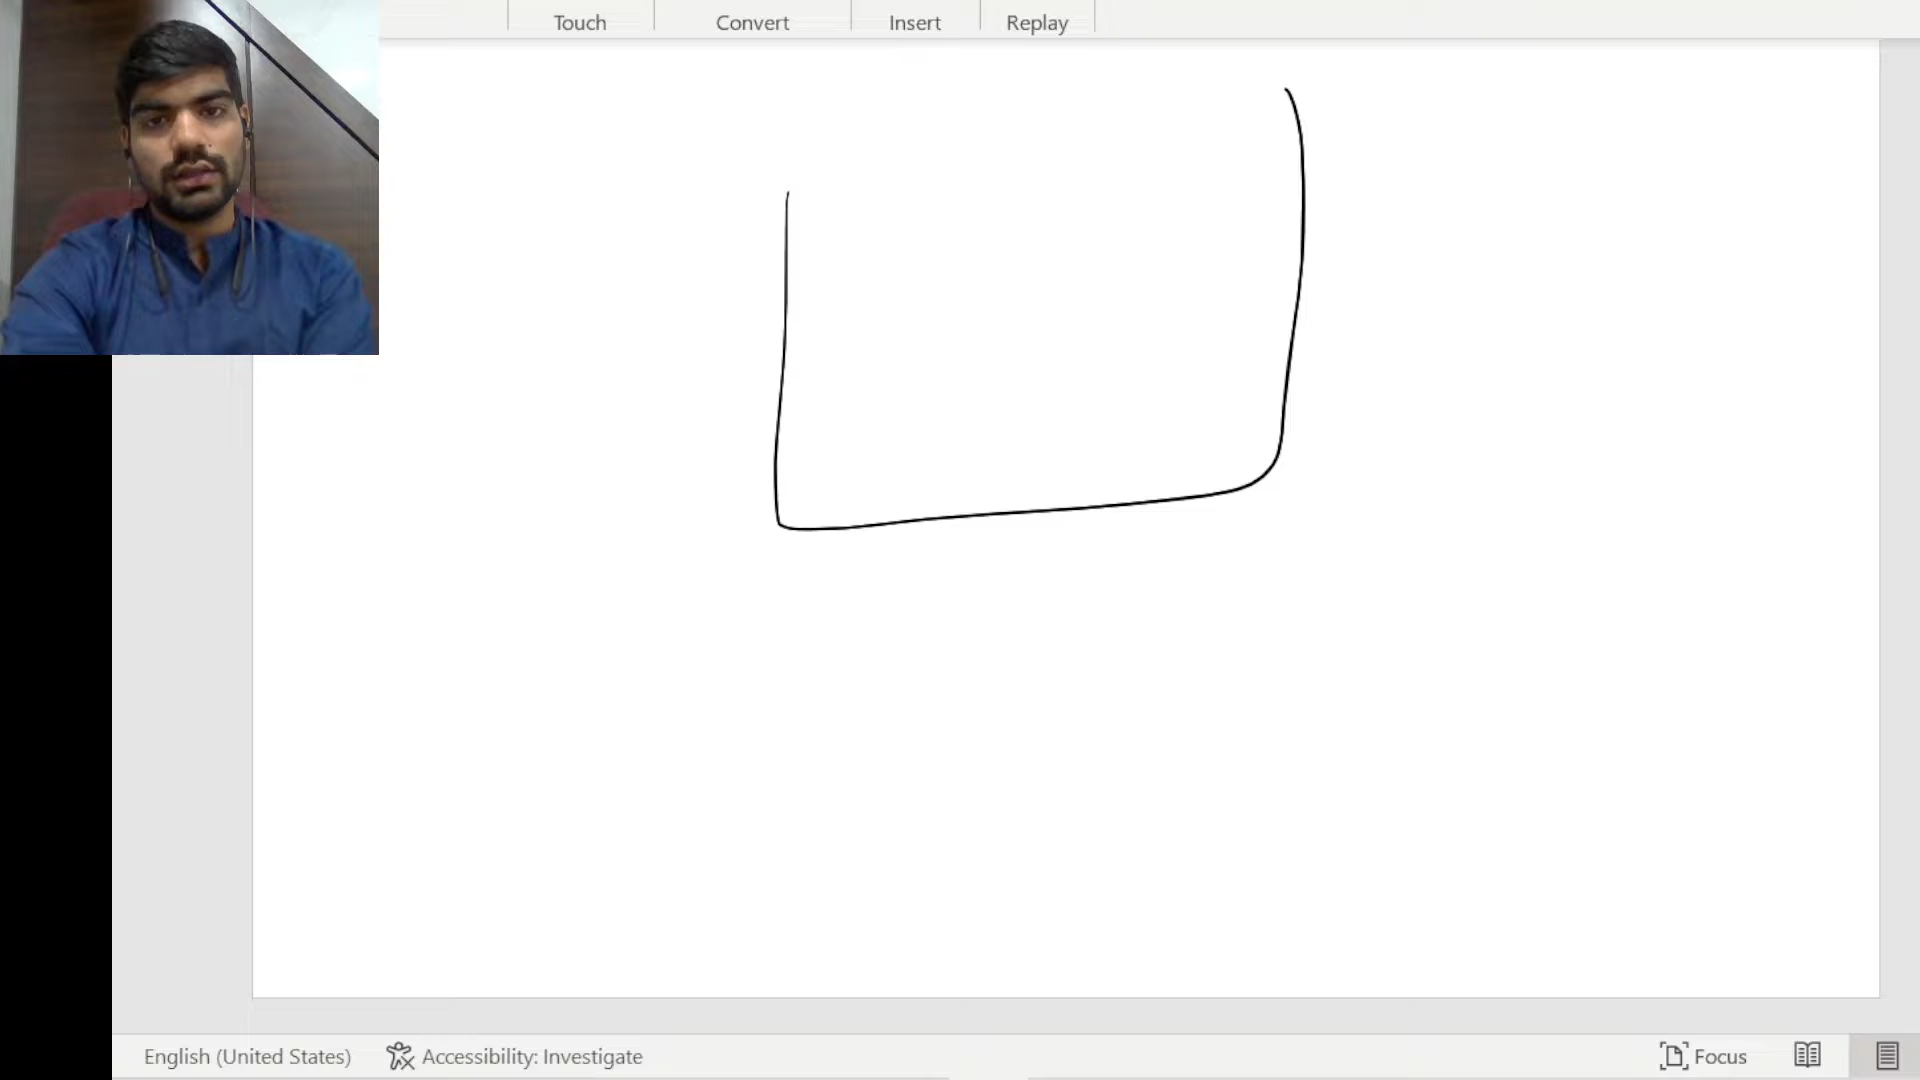 Touch Convert Insert Replay
English (United States) Accessibility: Investigate Focus